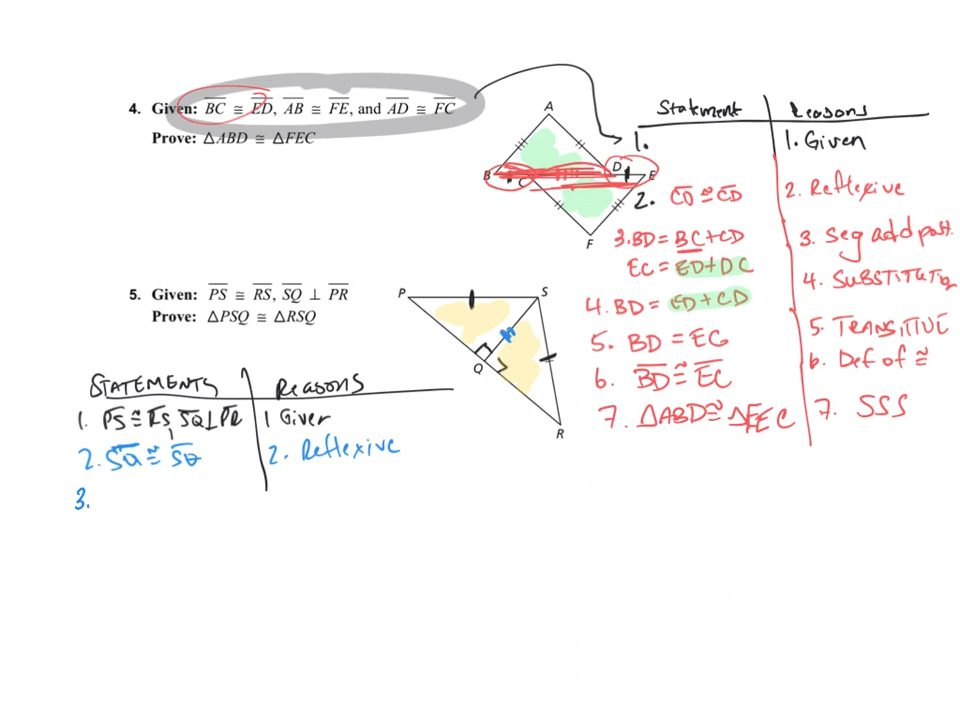 4. Given: BC ≅ ED, AB ≅ FE, and AD ≅ FC
Prove: △ABD ≅ △FEC
A
B
C
D
E
F
Statement Reasons
1. 1. Given
2. CD ≅ CD 2. Reflexive
3. BD = BC + CD 3. Seg add post.
EC = ED + DC
4. BD = ED + CD 4. SUBSTITUTION
5. BD = EC 5. TRANSITIVE
6. BD ≅ EC 6. Def of ≅
7. △ABD ≅ △FEC 7. SSS
5. Given: PS ≅ RS, SQ ⊥ PR
Prove: △PSQ ≅ △RSQ
P
S
Q
R
STATEMENTS Reasons
1. PS ≅ RS, SQ ⊥ PR 1 Given
2. SQ ≅ SQ 2. Reflexive
3.